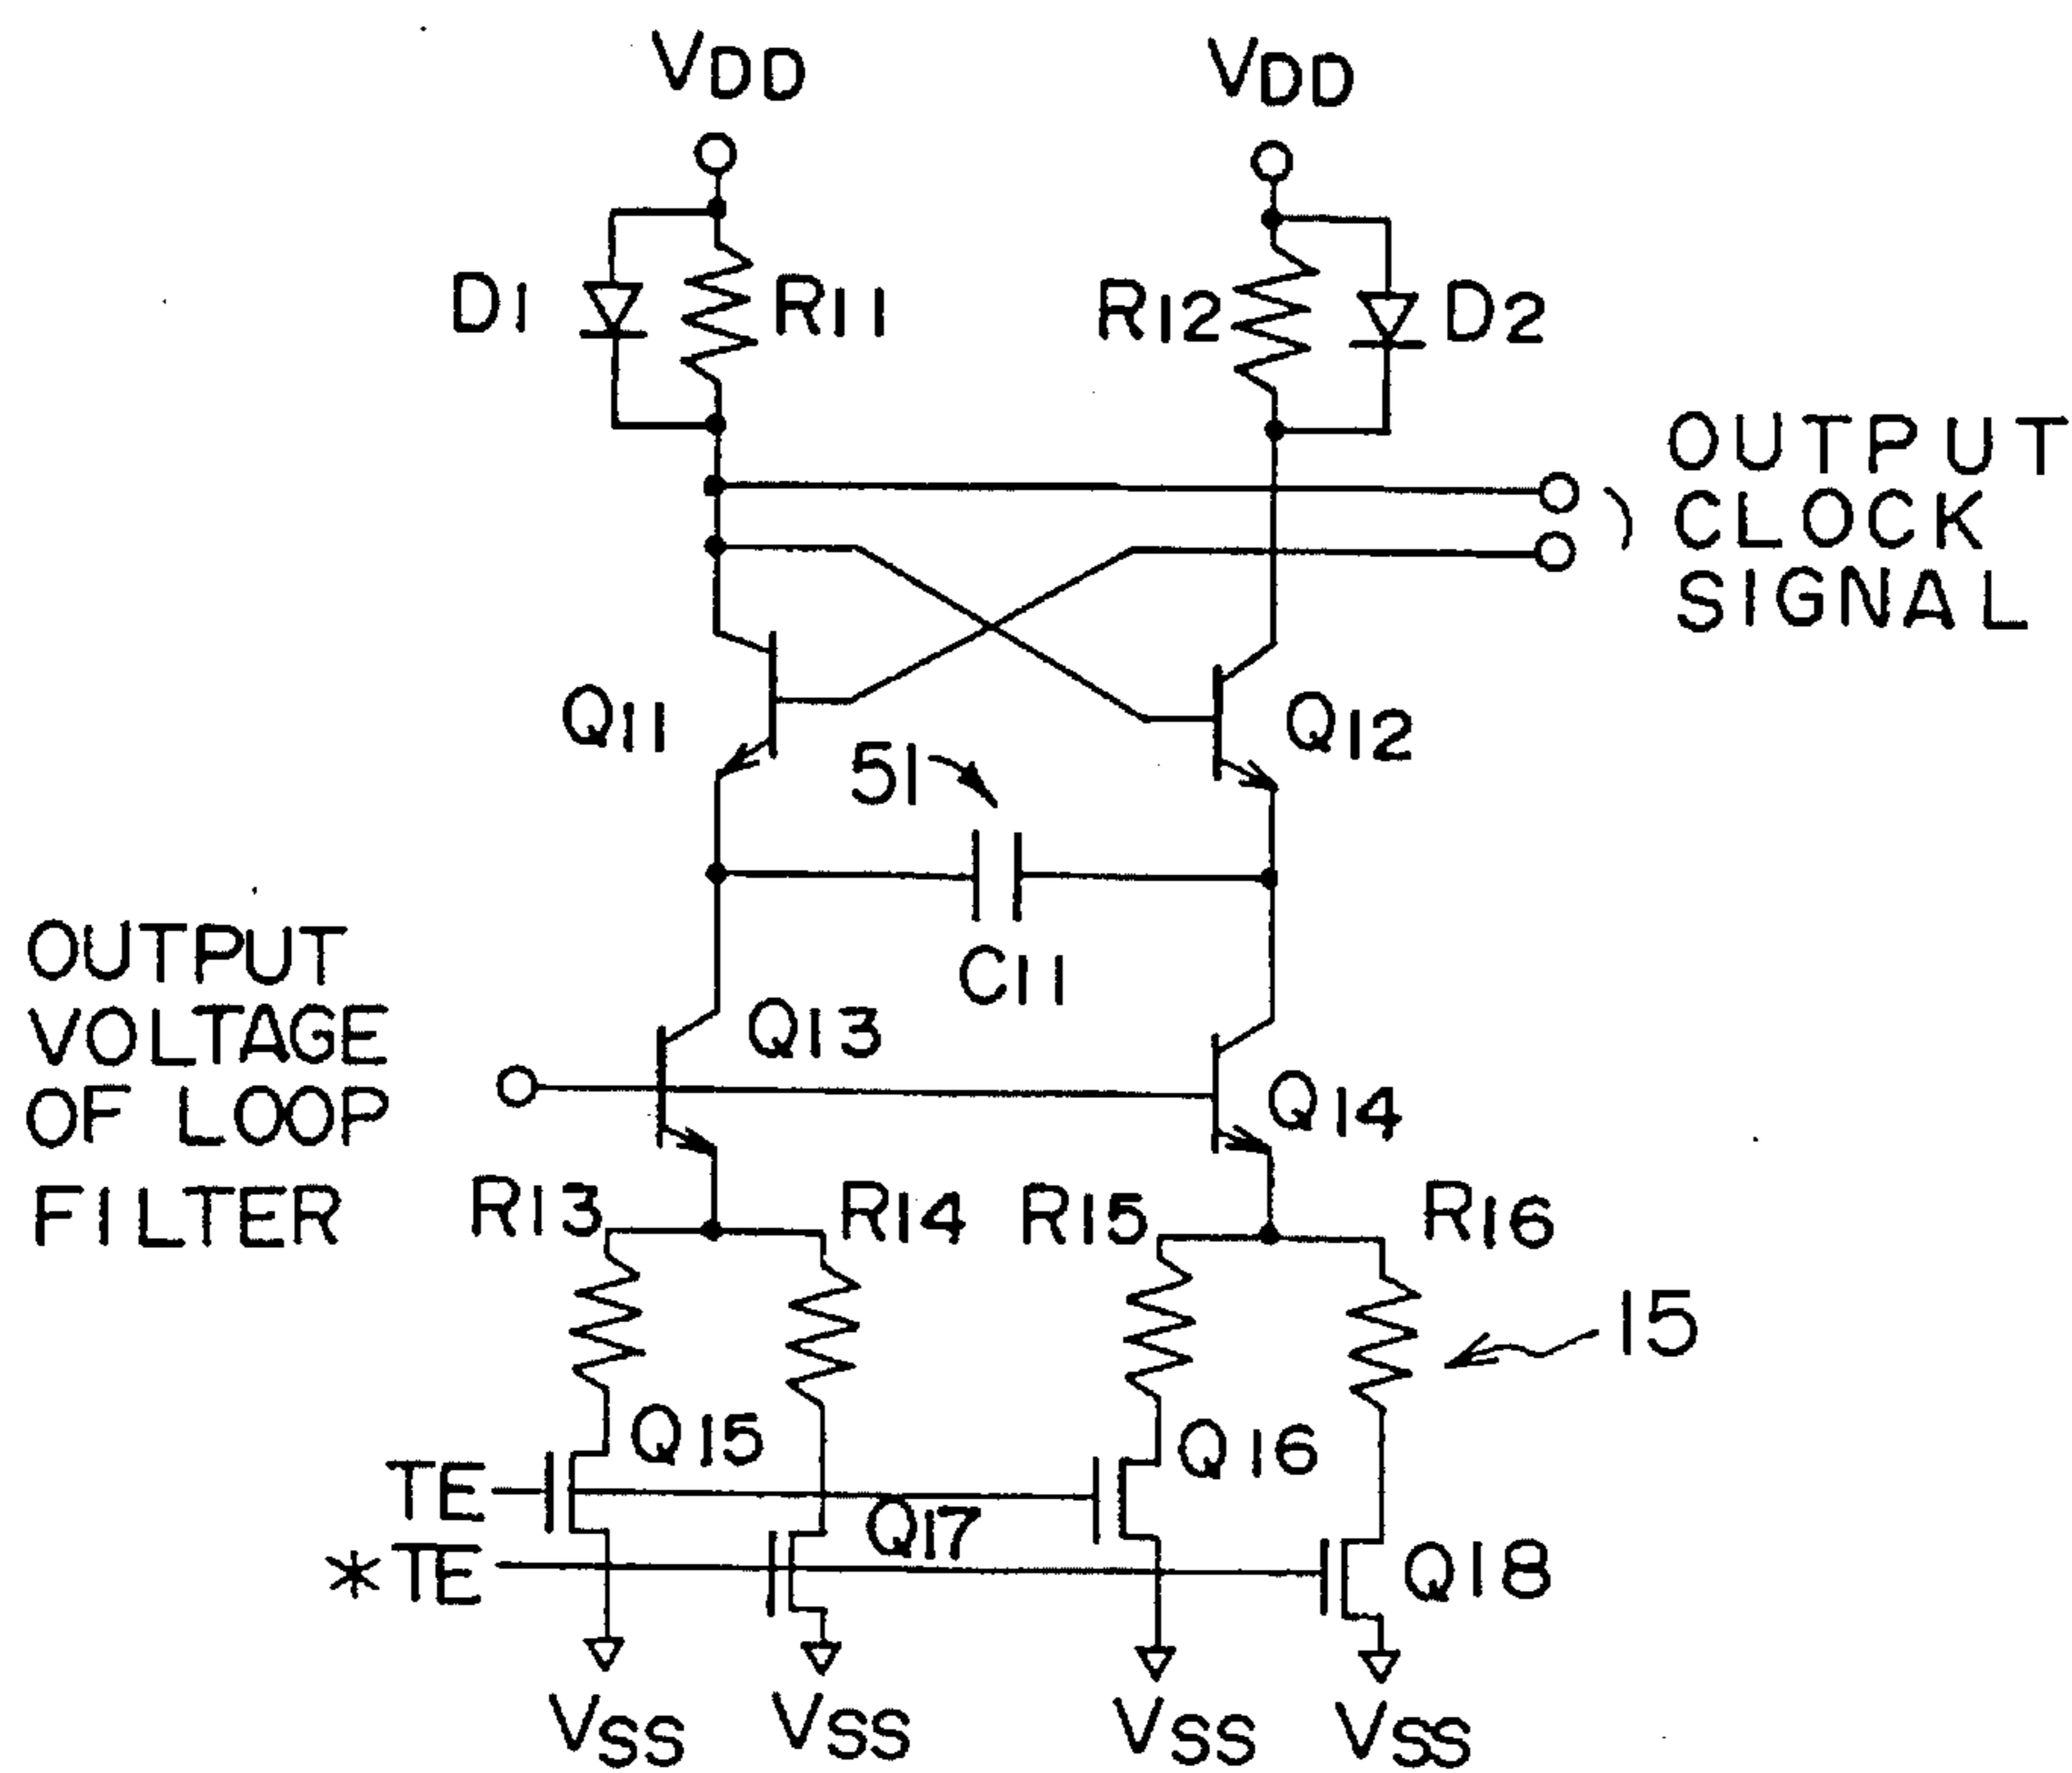 VDD VDD
D1 R11 R12 D2
OUTPUT
CLOCK
SIGNAL
Q11 Q12
51
C11
OUTPUT
VOLTAGE
OF LOOP
FILTER
Q13
Q14
R13 R14 R15 R16
15
Q15 Q16
TE
Q17
*TE
Q18
VSS VSS VSS VSS